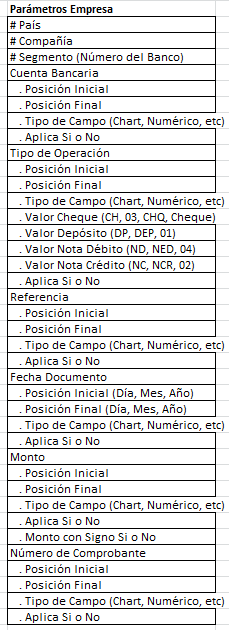 Parámetros Empresa
# País
# Compañía
# Segmento (Número del Banco)
Cuenta Bancaria
. Posición Inicial
. Posición Final
. Tipo de Campo (Chart, Numérico, etc)
. Aplica Si o No
Tipo de Operación
. Posición Inicial
. Posición Final
. Tipo de Campo (Chart, Numérico, etc)
. Valor Cheque (CH, 03, CHQ, Cheque)
. Valor Depósito (DP, DEP, 01)
. Valor Nota Débito (ND, NED, 04)
. Valor Nota Crédito (NC, NCR, 02)
. Aplica Si o No
Referencia
. Posición Inicial
. Posición Final
. Tipo de Campo (Chart, Numérico, etc)
. Aplica Si o No
Fecha Documento
. Posición Inicial (Día, Mes, Año)
. Posición Final (Día, Mes, Año)
. Tipo de Campo (Chart, Numérico, etc)
. Aplica Si o No
Monto
. Posición Inicial
. Posición Final
. Tipo de Campo (Chart, Numérico, etc)
. Aplica Si o No
. Monto con Signo Si o No
Número de Comprobante
. Posición Inicial
. Posición Final
. Tipo de Campo (Chart, Numérico, etc)
. Aplica Si o No